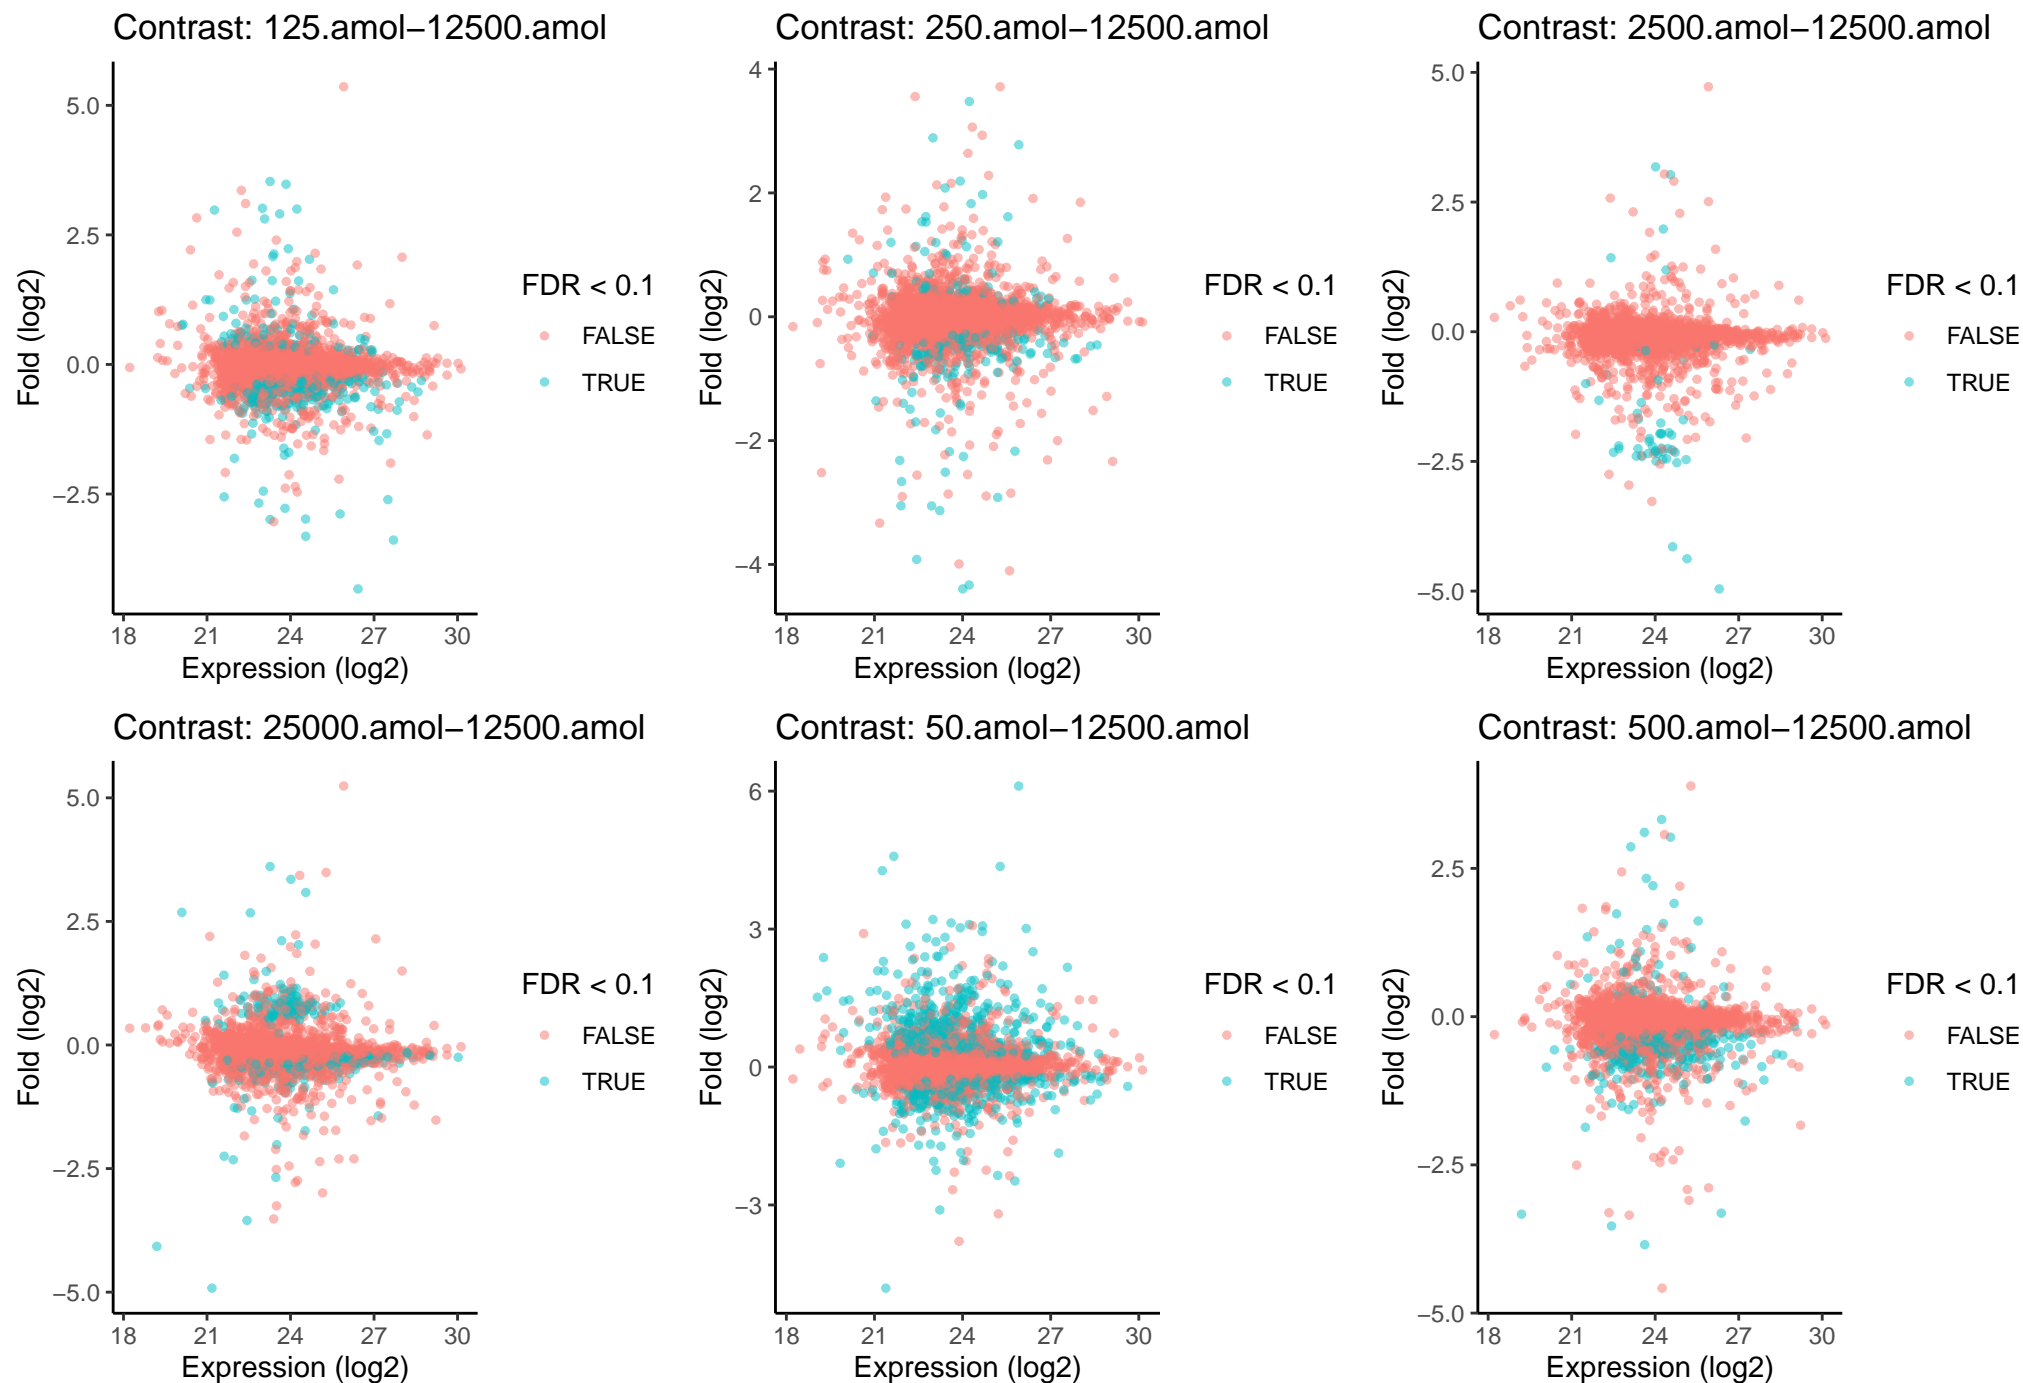 Contrast: 125.amol−12500.amol
Fold (log2)
5.0
2.5
0.0
−2.5
18 21 24 27 30
Expression (log2)
FDR < 0.1
FALSE
TRUE
Contrast: 250.amol−12500.amol
Fold (log2)
4
2
0
−2
−4
18 21 24 27 30
Expression (log2)
FDR < 0.1
FALSE
TRUE
Contrast: 2500.amol−12500.amol
Fold (log2)
5.0
2.5
0.0
−2.5
−5.0
18 21 24 27 30
Expression (log2)
FDR < 0.1
FALSE
TRUE
Contrast: 25000.amol−12500.amol
Fold (log2)
5.0
2.5
0.0
−2.5
−5.0
18 21 24 27 30
Expression (log2)
FDR < 0.1
FALSE
TRUE
Contrast: 50.amol−12500.amol
Fold (log2)
6
3
0
−3
18 21 24 27 30
Expression (log2)
FDR < 0.1
FALSE
TRUE
Contrast: 500.amol−12500.amol
Fold (log2)
2.5
0.0
−2.5
−5.0
18 21 24 27 30
Expression (log2)
FDR < 0.1
FALSE
TRUE